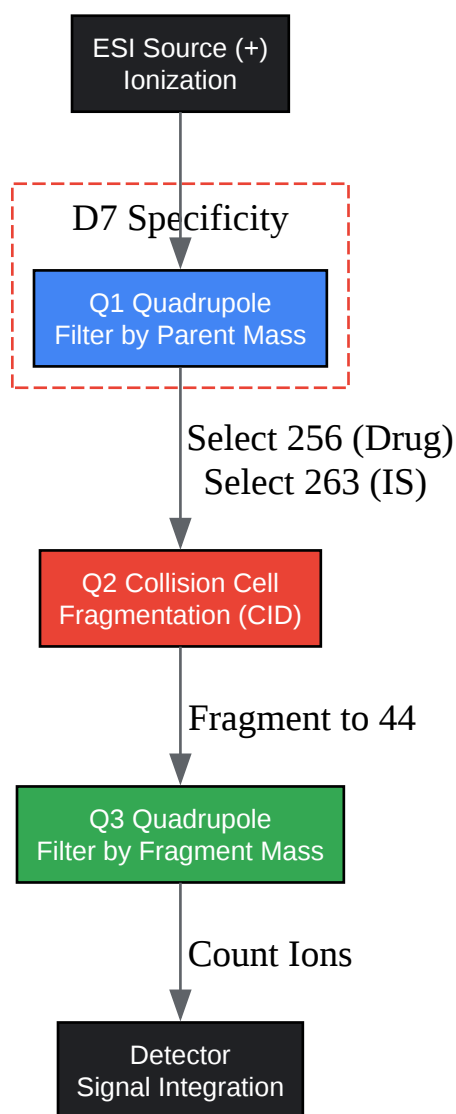 ESI Source (+)
Ionization
D7 Specificity
Q1 Quadrupole
Filter by Parent Mass
Select 256 (Drug)
Select 263 (IS)
Q2 Collision Cell
Fragmentation (CID)
Fragment to 44
Q3 Quadrupole
Filter by Fragment Mass
Count Ions
Detector
Signal Integration